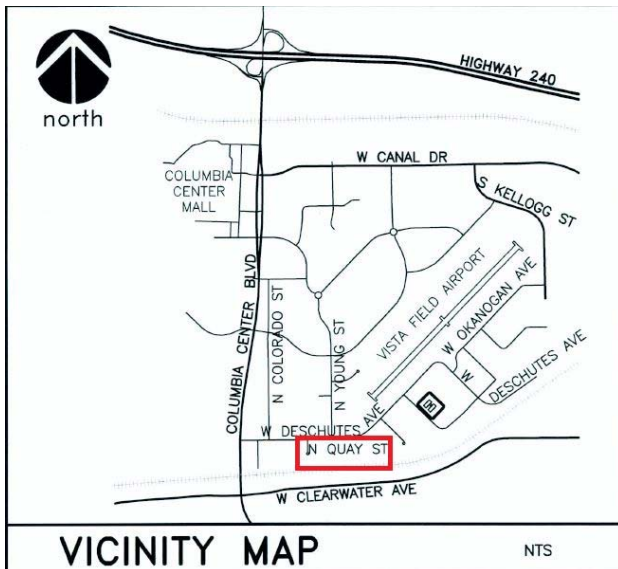 north
HIGHWAY 240
W CANAL DR
COLUMBIA
CENTER
MALL
S KELLOGG ST
COLUMBIA CENTER BLVD
N COLORADO ST
N YOUNG ST
VISTA FIELD AIRPORT
W OKANOGAN AVE
W DESCHUTES AVE
W DESCHUTES AVE
N QUAY ST
W CLEARWATER AVE
VICINITY MAP
NTS